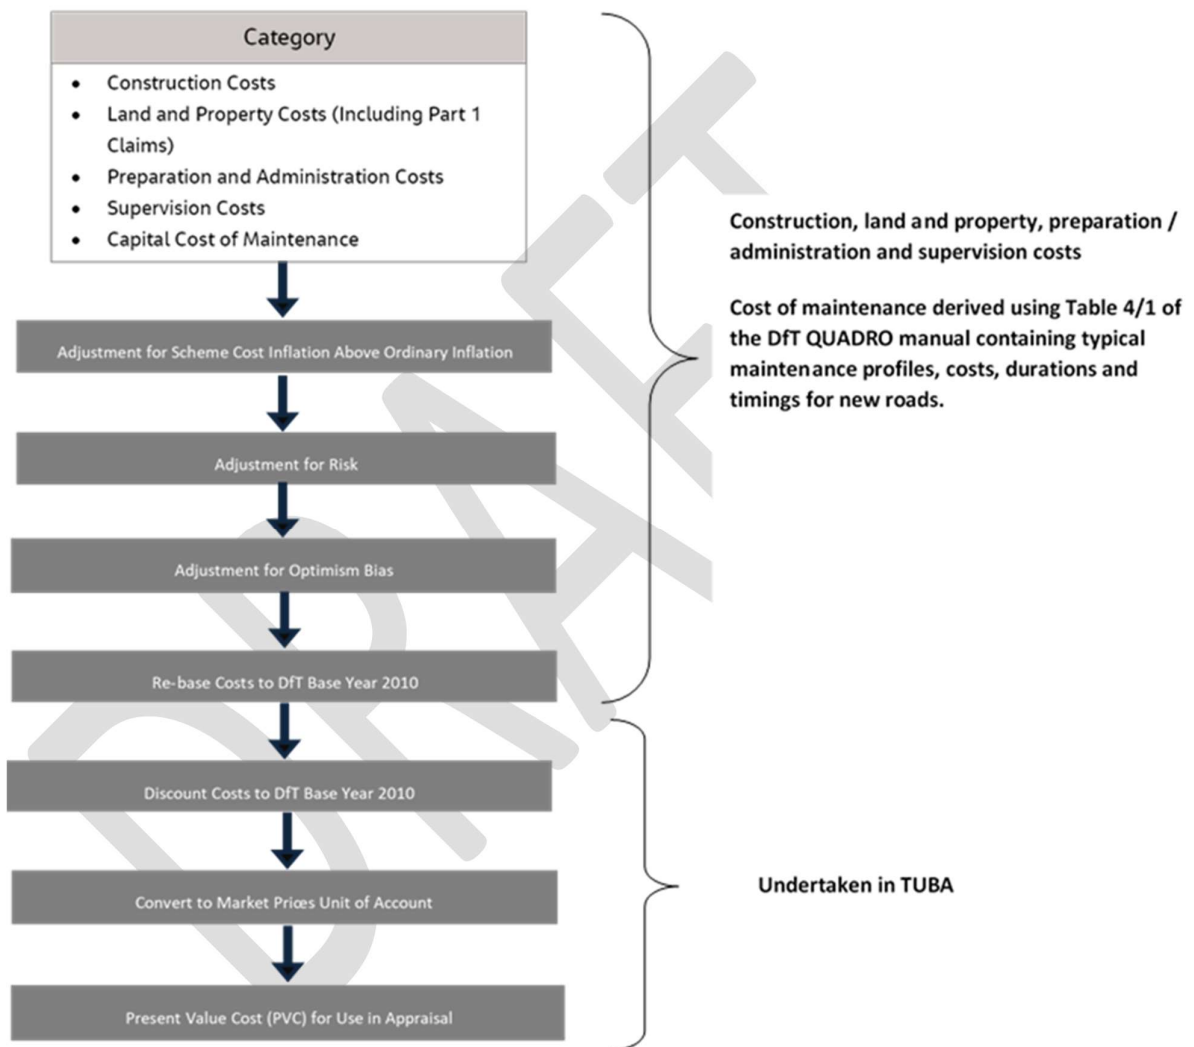 Category
• Construction Costs
• Land and Property Costs (Including Part 1
Claims)
• Preparation and Administration Costs
• Supervision Costs
• Capital Cost of Maintenance
Adjustment for Scheme Cost Inflation Above Ordinary Inflation
Adjustment for Risk
Adjustment for Optimism Bias
Re-base Costs to DfT Base Year 2010
Discount Costs to DfT Base Year 2010
Convert to Market Prices Unit of Account
Present Value Cost (PVC) for Use in Appraisal
Construction, land and property, preparation /
administration and supervision costs
Cost of maintenance derived using Table 4/1 of
the DfT QUADRO manual containing typical
maintenance profiles, costs, durations and
timings for new roads.
Undertaken in TUBA
DRAFT